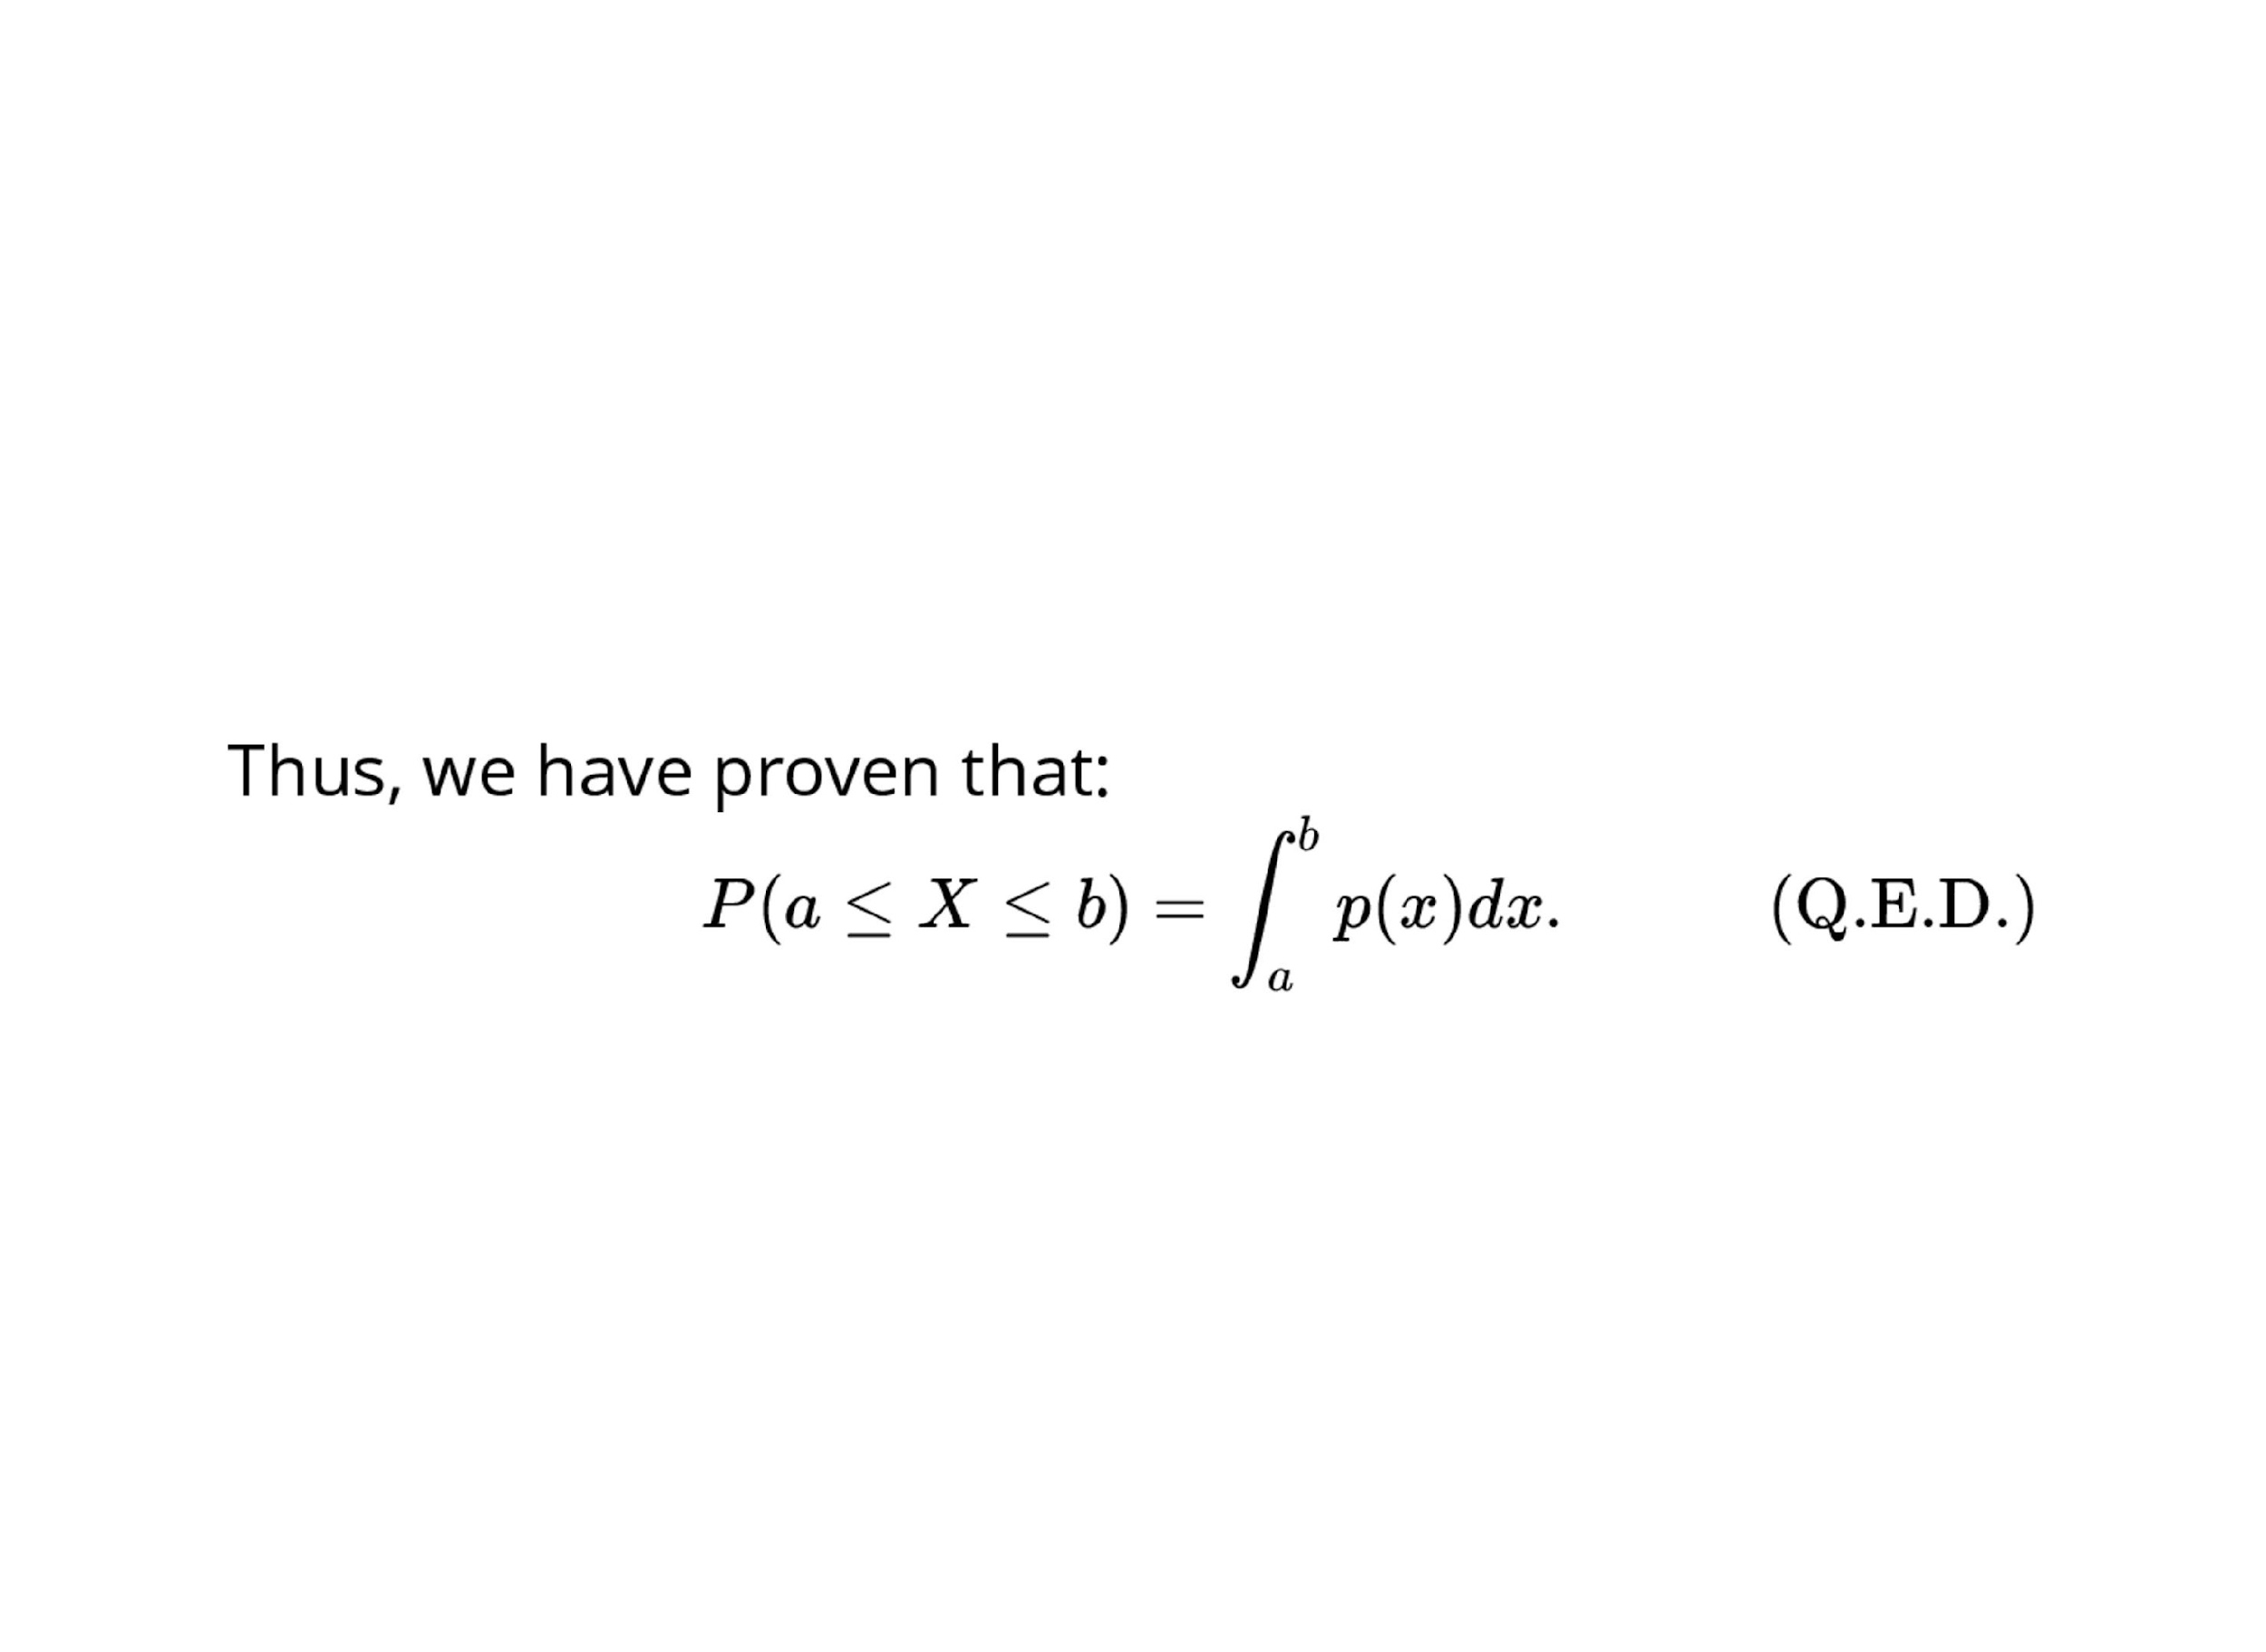 Thus, we have proven that:
P(a ≤ X ≤ b) = ∫_a^b p(x)dx. (Q.E.D.)